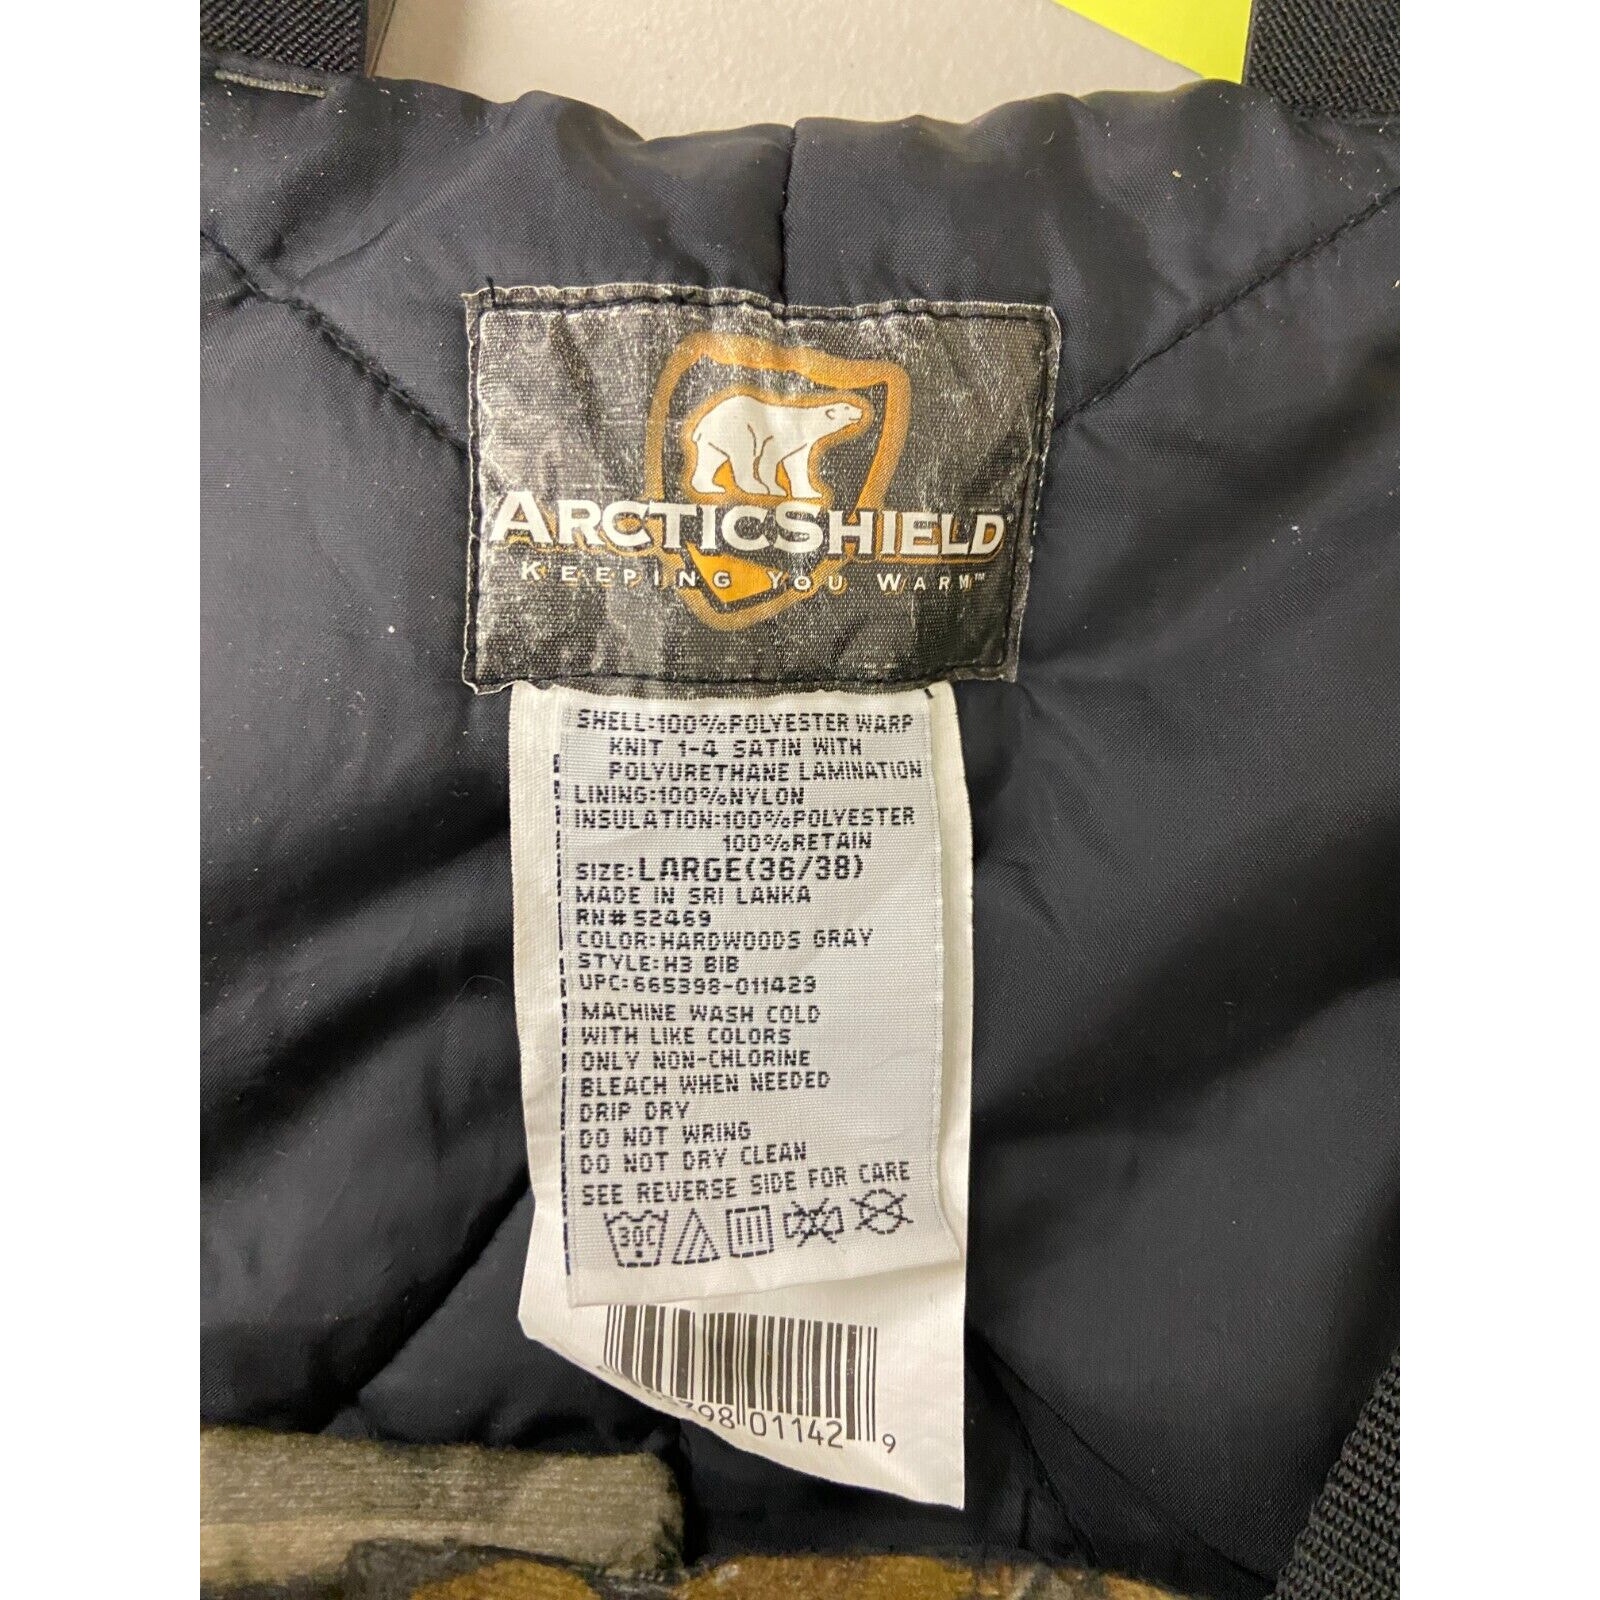 ARCTICSHIELD®
KEEPING YOU WARM™
SHELL:100%POLYESTER WARP
KNIT 1-4 SATIN WITH
POLYURETHANE LAMINATION
LINING:100%NYLON
INSULATION:100%POLYESTER
100%RETAIN
SIZE:LARGE(36/38)
MADE IN SRI LANKA
RN#52469
COLOR:HARDWOODS GRAY
STYLE:H3 BIB
UPC:665398-011429
MACHINE WASH COLD
WITH LIKE COLORS
ONLY NON-CHLORINE
BLEACH WHEN NEEDED
DRIP DRY
DO NOT WRING
DO NOT DRY CLEAN
SEE REVERSE SIDE FOR CARE
30C
98 01142 9